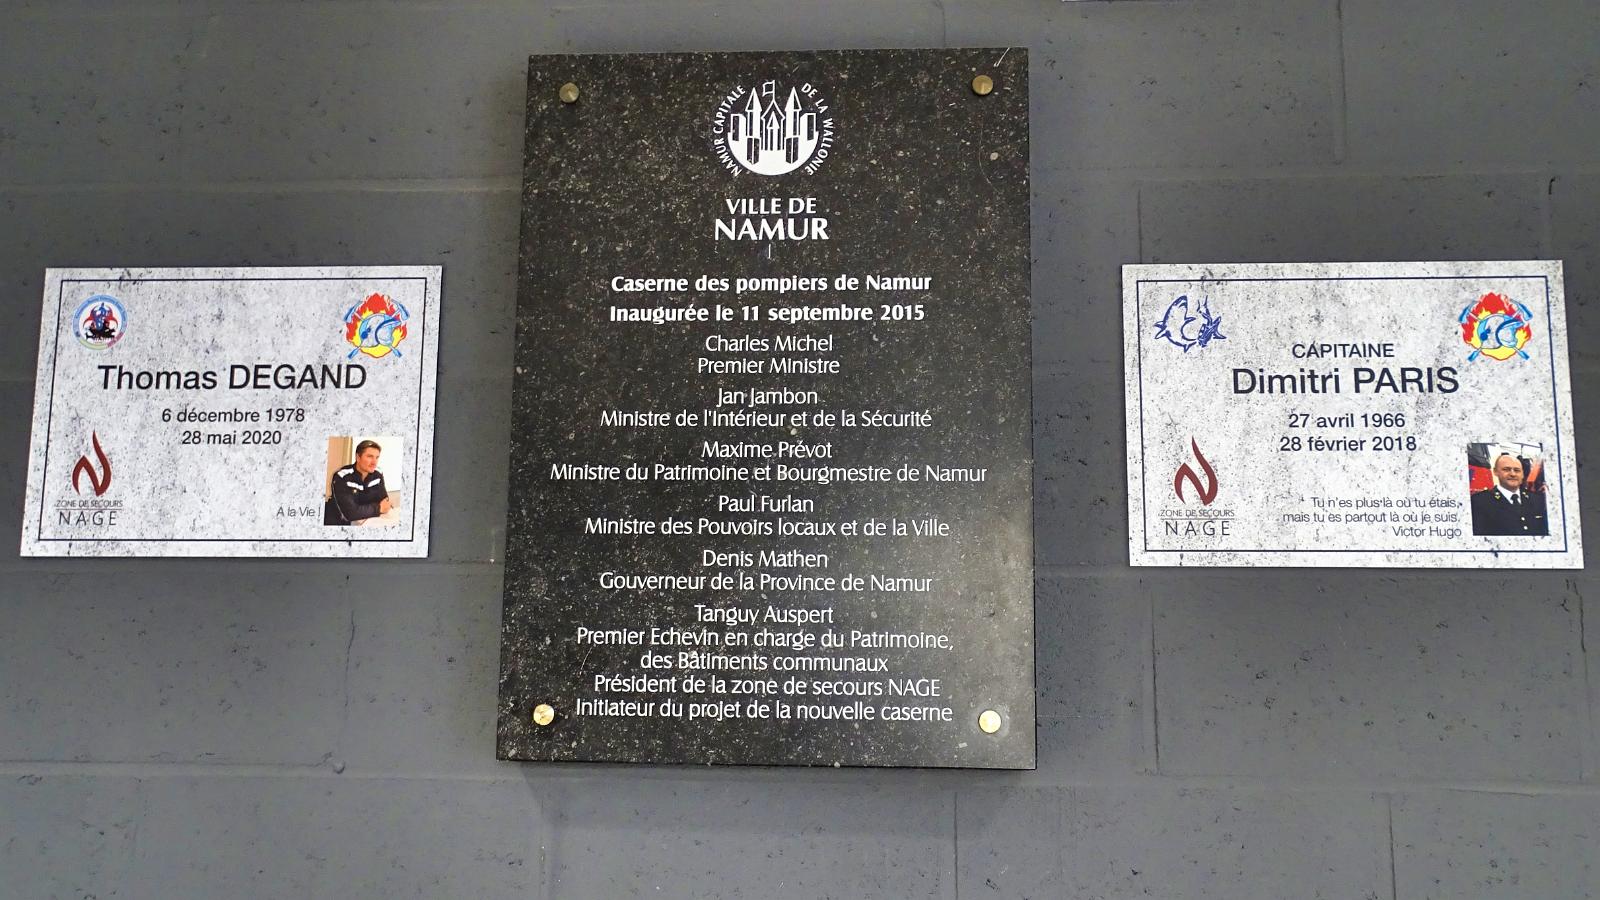 Thomas DEGAND
6 décembre 1978
28 mai 2020
ZONE DE SECOURS
NAGE
A la Vie !
NAMUR CAPITALE DE LA WALLONIE
VILLE DE
NAMUR
Caserne des pompiers de Namur
Inaugurée le 11 septembre 2015
Charles Michel
Premier Ministre
Jan Jambon
Ministre de l'Intérieur et de la Sécurité
Maxime Prévot
Ministre du Patrimoine et Bourgmestre de Namur
Paul Furlan
Ministre des Pouvoirs locaux et de la Ville
Denis Mathen
Gouverneur de la Province de Namur
Tanguy Auspert
Premier Echevin en charge du Patrimoine,
des Bâtiments communaux
Président de la zone de secours NAGE
Initiateur du projet de la nouvelle caserne
CAPITAINE
Dimitri PARIS
27 avril 1966
28 février 2018
ZONE DE SECOURS
NAGE
Tu n'es plus là où tu étais,
mais tu es partout là où je suis.
Victor Hugo